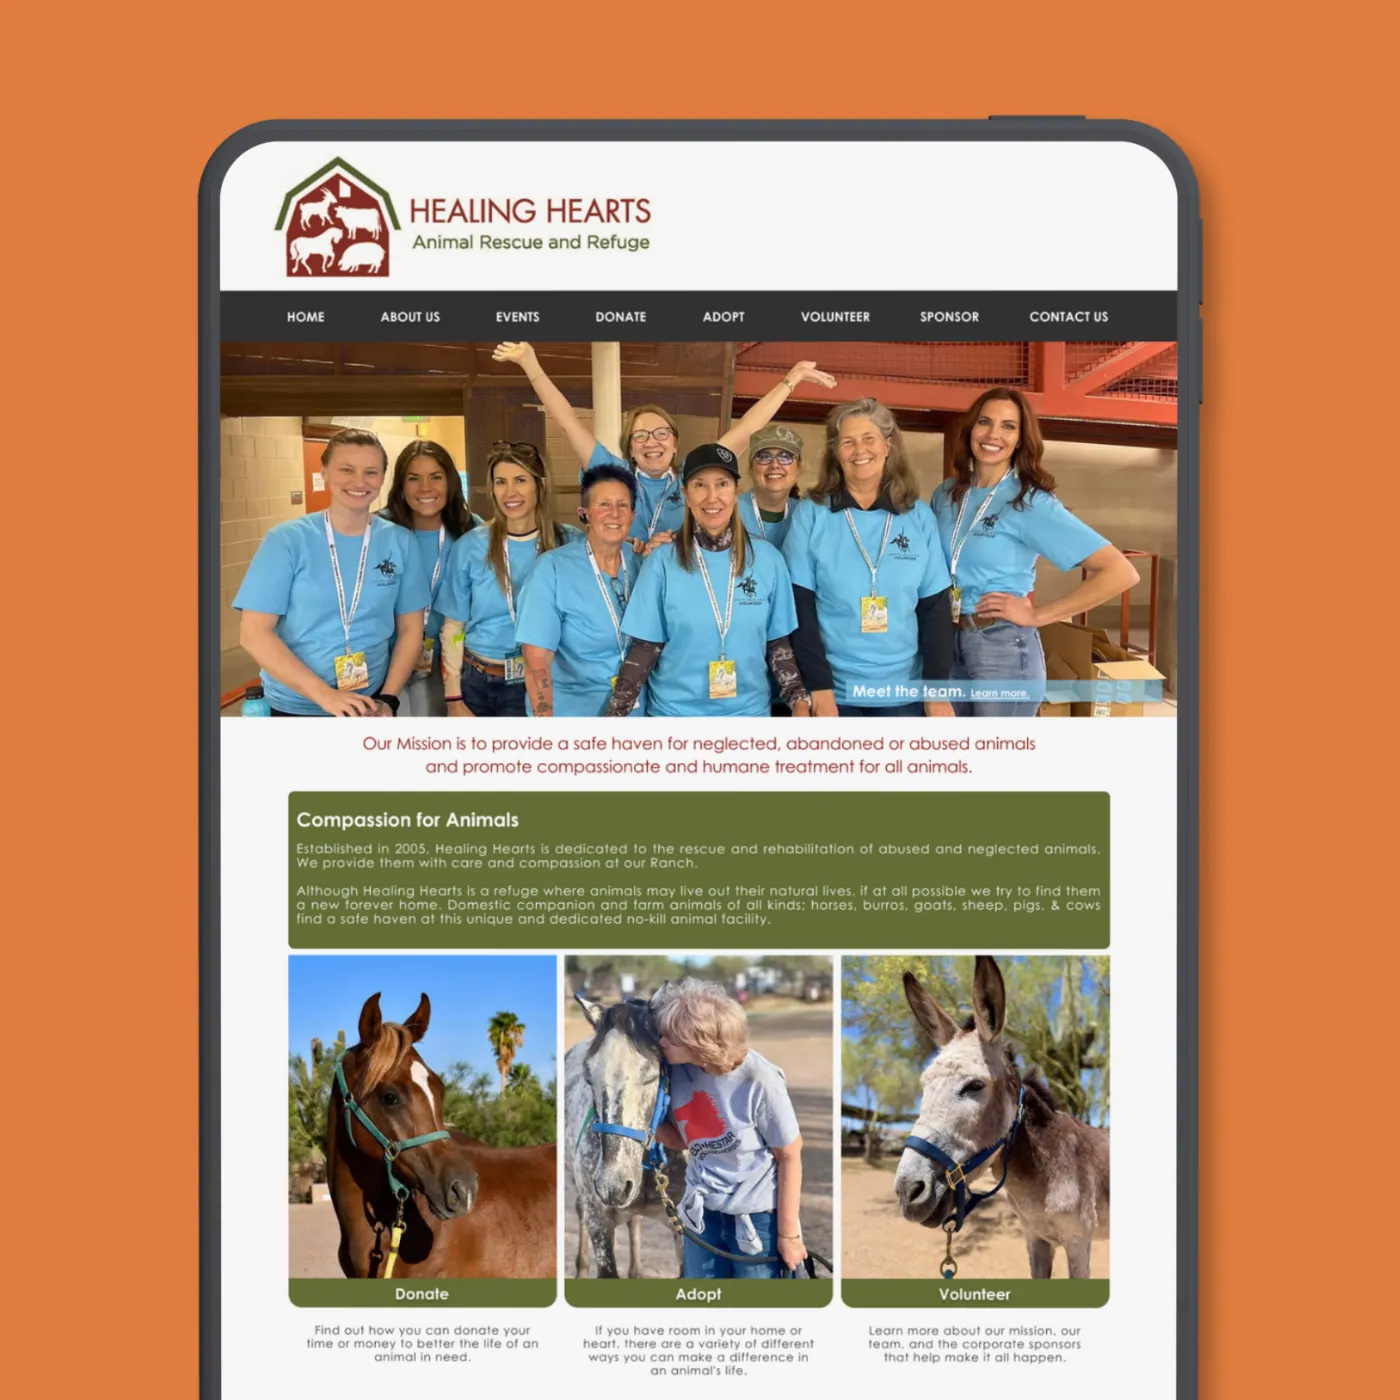 HEALING HEARTS
Animal Rescue and Refuge
HOME ABOUT US EVENTS DONATE ADOPT VOLUNTEER SPONSOR CONTACT US
Meet the team. Learn more.
Our Mission is to provide a safe haven for neglected, abandoned or abused animals
and promote compassionate and humane treatment for all animals.
Compassion for Animals
Established in 2005, Healing Hearts is dedicated to the rescue and rehabilitation of abused and neglected animals.
We provide them with care and compassion at our Ranch.
Although Healing Hearts is a refuge where animals may live out their natural lives, if at all possible we try to find them
a new forever home. Domestic companion and farm animals of all kinds; horses, burros, goats, sheep, pigs, & cows
find a safe haven at this unique and dedicated no-kill animal facility.
Donate
Find out how you can donate your
time or money to better the life of an
animal in need.
Adopt
If you have room in your home or
heart, there are a variety of different
ways you can make a difference in
an animal's life.
Volunteer
Learn more about our mission, our
team, and the corporate sponsors
that help make it all happen.